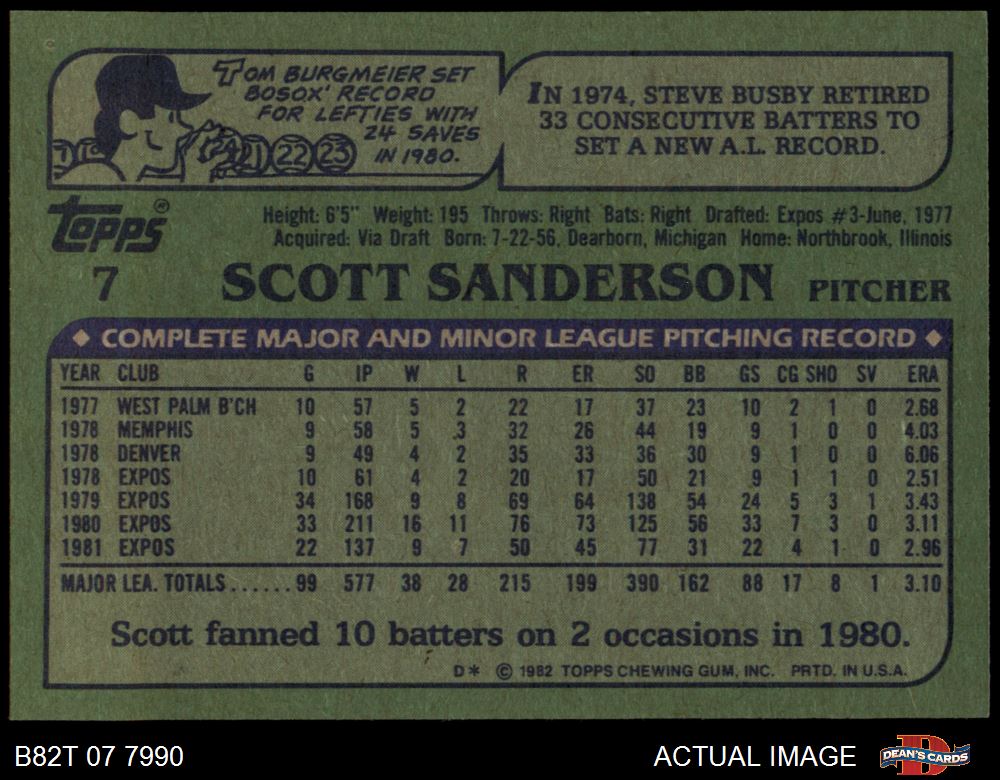 TOM BURGMEIER SET
BOSOX' RECORD
FOR LEFTIES WITH
24 SAVES
IN 1980.
24 21 22 23
IN 1974, STEVE BUSBY RETIRED
33 CONSECUTIVE BATTERS TO
SET A NEW A.L. RECORD.
Topps®
Height: 6'5" Weight: 195 Throws: Right Bats: Right Drafted: Expos #3-June, 1977
Acquired: Via Draft Born: 7-22-56, Dearborn, Michigan Home: Northbrook, Illinois
7 SCOTT SANDERSON PITCHER
◆ COMPLETE MAJOR AND MINOR LEAGUE PITCHING RECORD ◆
YEAR CLUB G IP W L R ER SO BB GS CG SHO SV ERA
1977 WEST PALM B'CH 10 57 5 2 22 17 37 23 10 2 1 0 2.68
1978 MEMPHIS 9 58 5 3 32 26 44 19 9 1 0 0 4.03
1978 DENVER 9 49 4 2 35 33 36 30 9 1 0 0 6.06
1978 EXPOS 10 61 4 2 20 17 50 21 9 1 1 0 2.51
1979 EXPOS 34 168 9 8 69 64 138 54 24 5 3 1 3.43
1980 EXPOS 33 211 16 11 76 73 125 56 33 7 3 0 3.11
1981 EXPOS 22 137 9 7 50 45 77 31 22 4 1 0 2.96
MAJOR LEA. TOTALS......99 577 38 28 215 199 390 162 88 17 8 1 3.10
Scott fanned 10 batters on 2 occasions in 1980.
D* © 1982 TOPPS CHEWING GUM, INC. PRTD. IN U.S.A.
B82T 07 7990 ACTUAL IMAGE DEAN'S CARDS